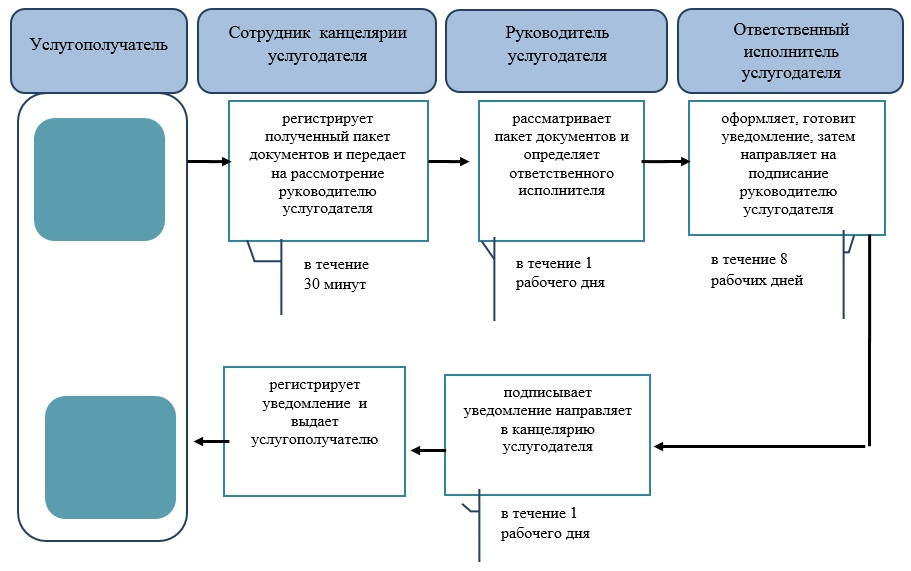 Услугополучатель
Сотрудник канцелярии
услугодателя
Руководитель
услугодателя
Ответственный
исполнитель
услугодателя
регистрирует
полученный пакет
документов и передает
на рассмотрение
руководителю
услугодателя
рассматривает
пакет документов и
определяет
ответственного
исполнителя
оформляет, готовит
уведомление, затем
направляет на
подписание
руководителю
услугодателя
в течение
30 минут
в течение 1
рабочего дня
в течение 8
рабочих дней
регистрирует
уведомление и
выдает
услугополучателю
подписывает
уведомление направляет
в канцелярию
услугодателя
в течение 1
рабочего дня